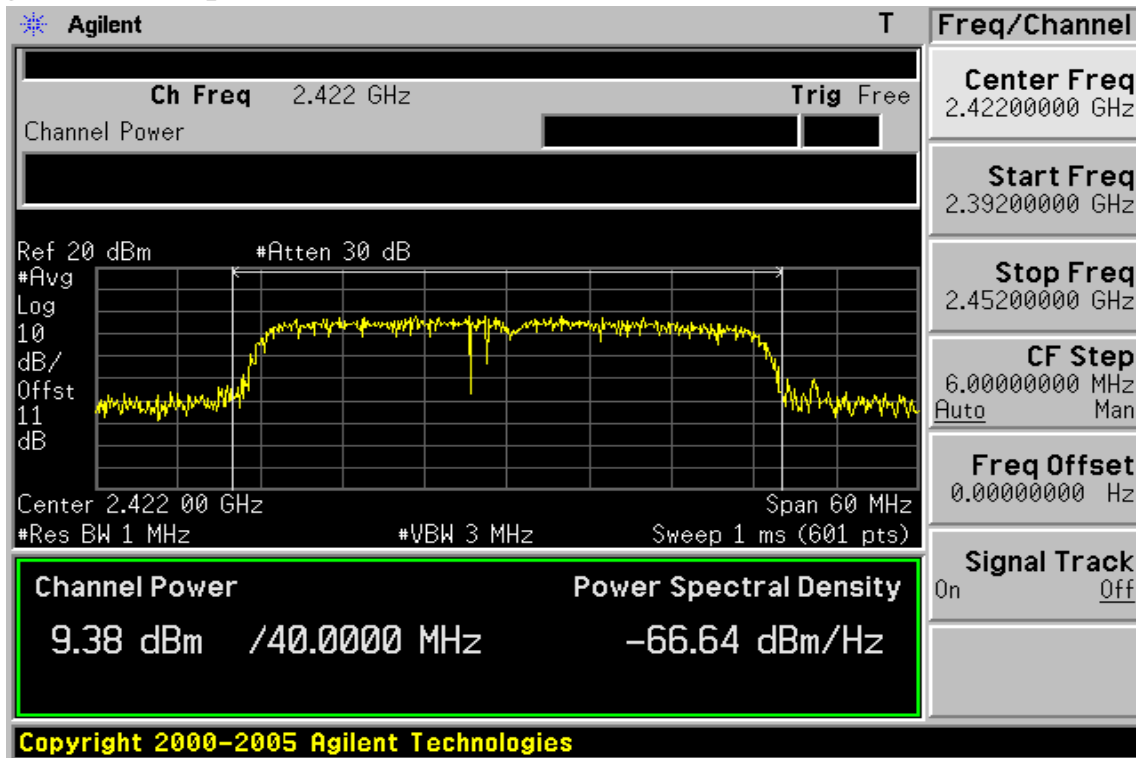 Agilent T Freq/Channel
Ch Freq 2.422 GHz Trig Free
Channel Power
Center Freq
2.42200000 GHz
Start Freq
2.39200000 GHz
Stop Freq
2.45200000 GHz
CF Step
6.00000000 MHz
Auto Man
Freq Offset
0.00000000 Hz
Signal Track
On Off
Ref 20 dBm #Atten 30 dB
#Avg
Log
10
dB/
Offst
11
dB
Center 2.422 00 GHz Span 60 MHz
#Res BW 1 MHz #VBW 3 MHz Sweep 1 ms (601 pts)
Channel Power Power Spectral Density
9.38 dBm /40.0000 MHz -66.64 dBm/Hz
Copyright 2000-2005 Agilent Technologies